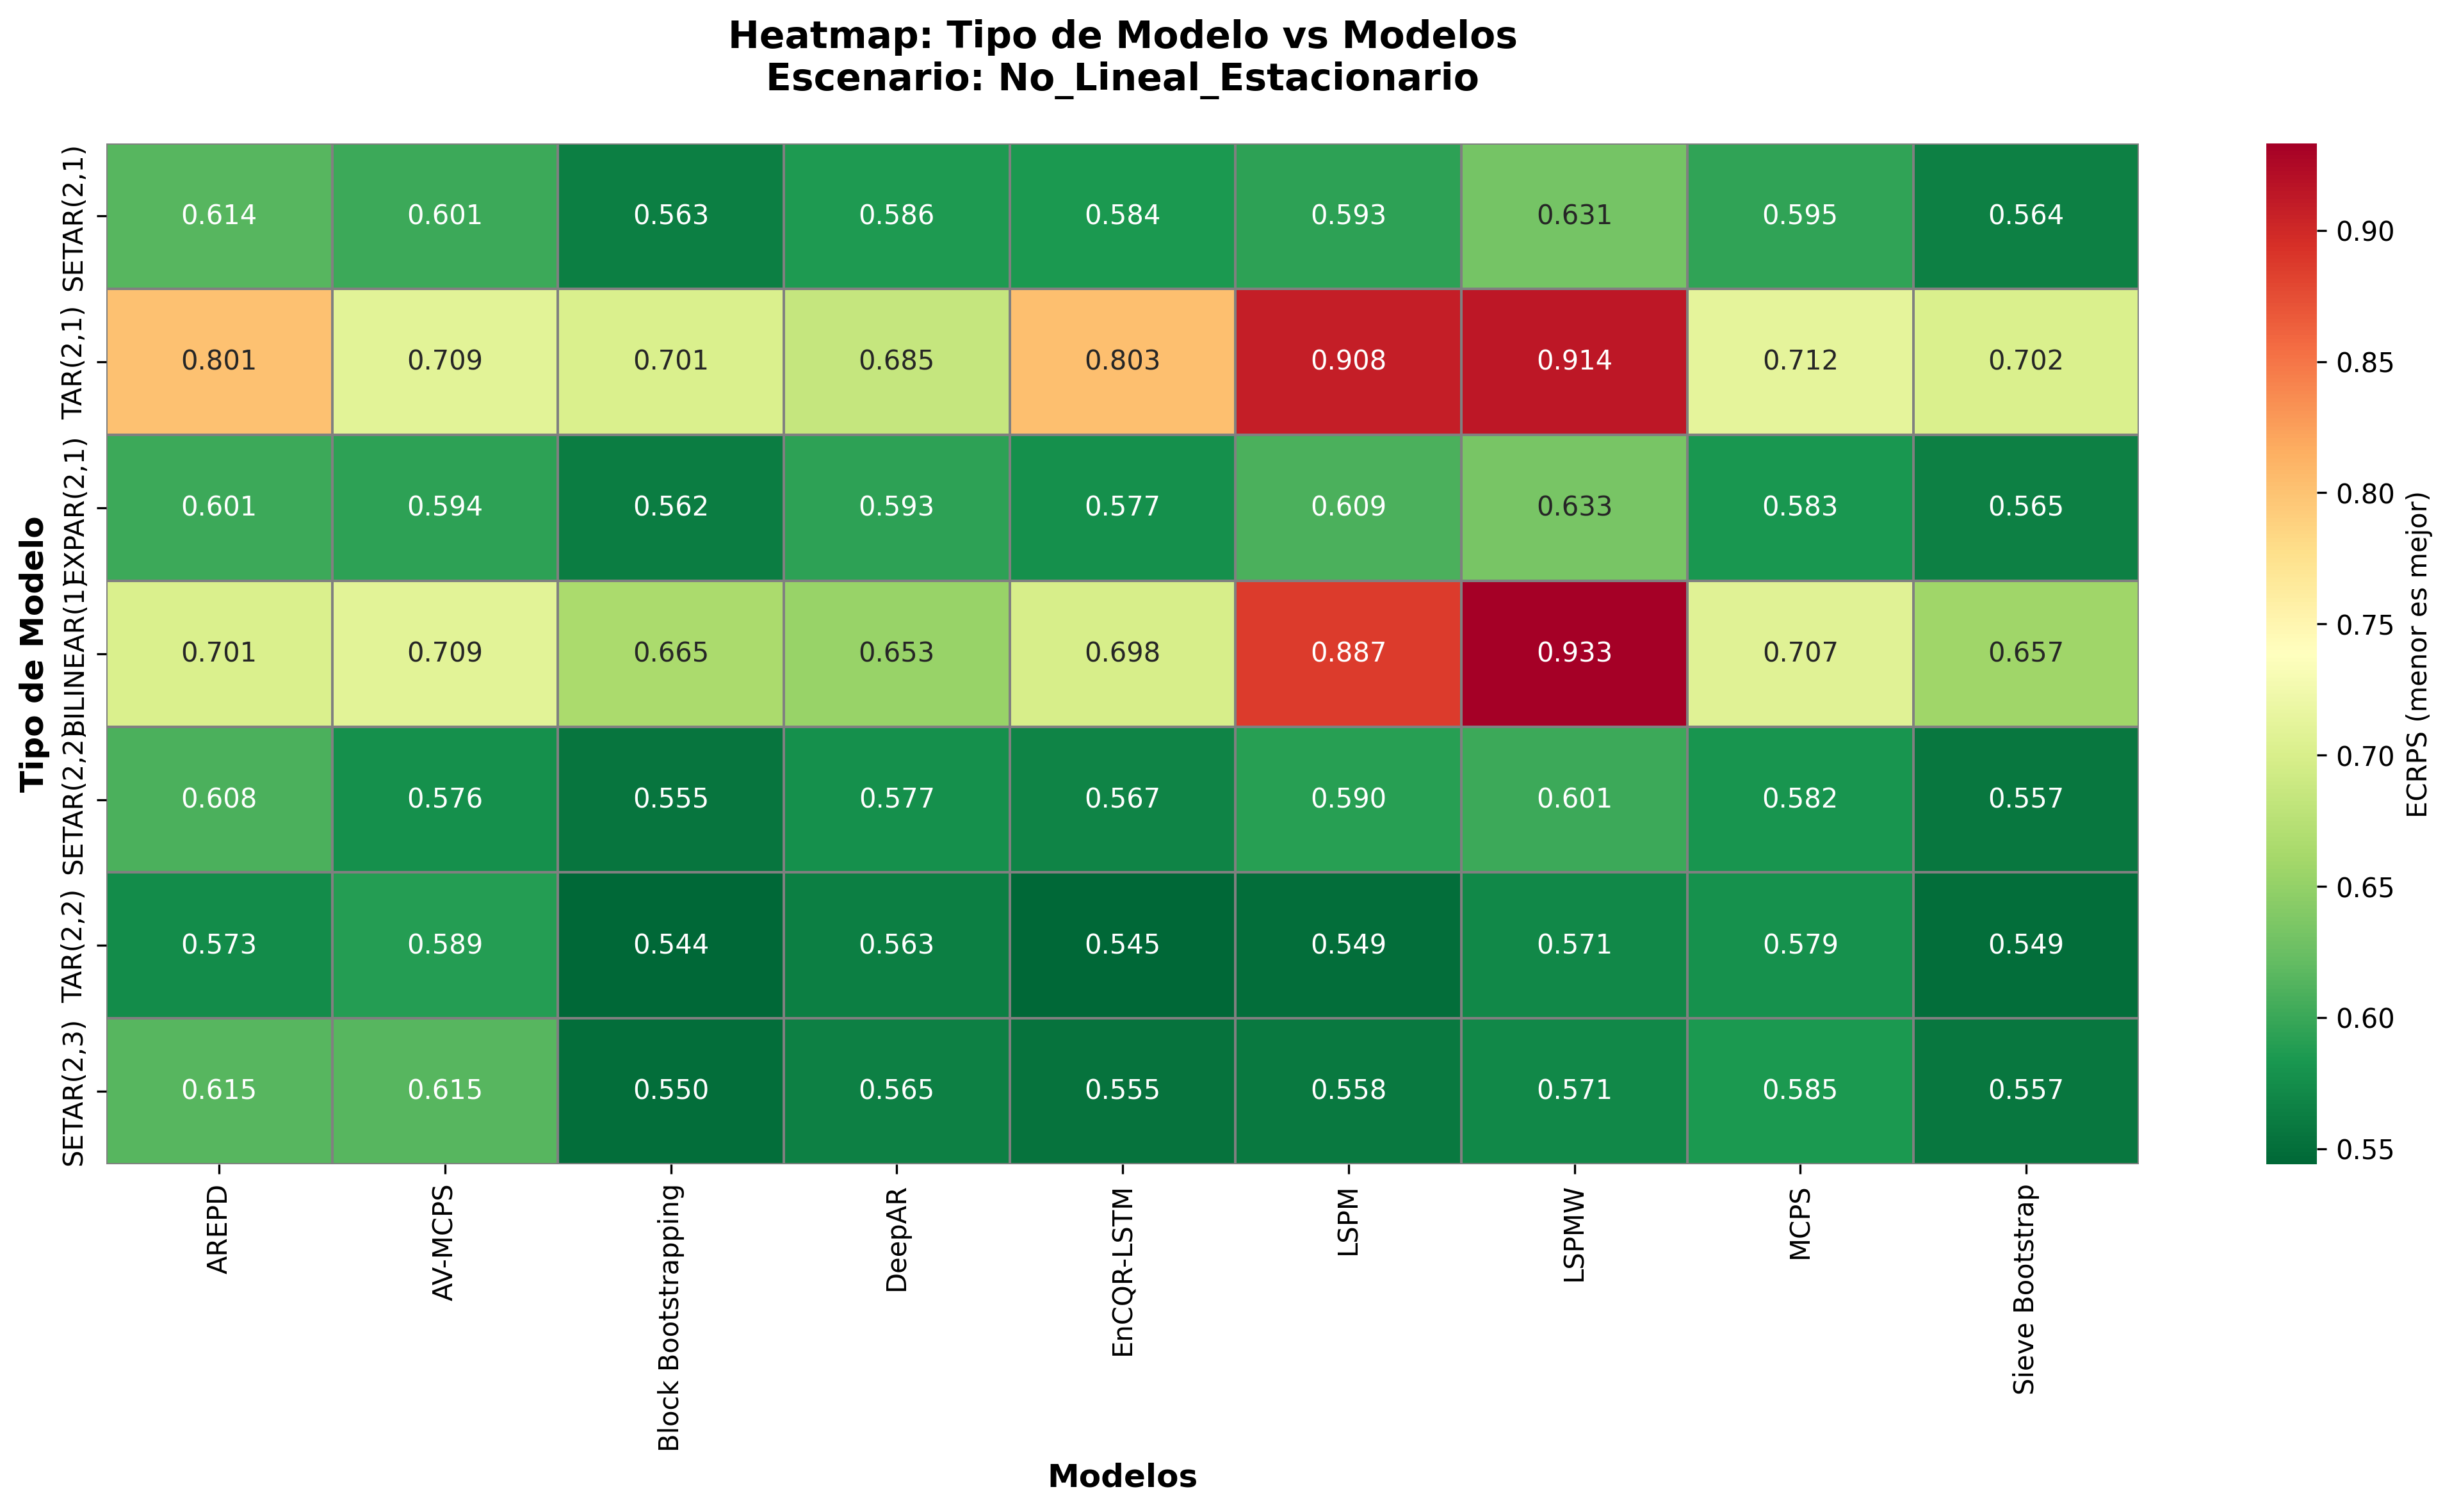 Heatmap: Tipo de Modelo vs Modelos
Escenario: No_Lineal_Estacionario
Tipo de Modelo
SETAR(2,1) 0.614 0.601 0.563 0.586 0.584 0.593 0.631 0.595 0.564
TAR(2,1) 0.801 0.709 0.701 0.685 0.803 0.908 0.914 0.712 0.702
EXPAR(2,1) 0.601 0.594 0.562 0.593 0.577 0.609 0.633 0.583 0.565
BILINEAR(1) 0.701 0.709 0.665 0.653 0.698 0.887 0.933 0.707 0.657
SETAR(2,2) 0.608 0.576 0.555 0.577 0.567 0.590 0.601 0.582 0.557
TAR(2,2) 0.573 0.589 0.544 0.563 0.545 0.549 0.571 0.579 0.549
SETAR(2,3) 0.615 0.615 0.550 0.565 0.555 0.558 0.571 0.585 0.557
AREPD
AV-MCPS
Block Bootstrapping
DeepAR
EnCQR-LSTM
LSPM
LSPMW
MCPS
Sieve Bootstrap
Modelos
0.90
0.85
0.80
0.75
0.70
0.65
0.60
0.55
ECRPS (menor es mejor)